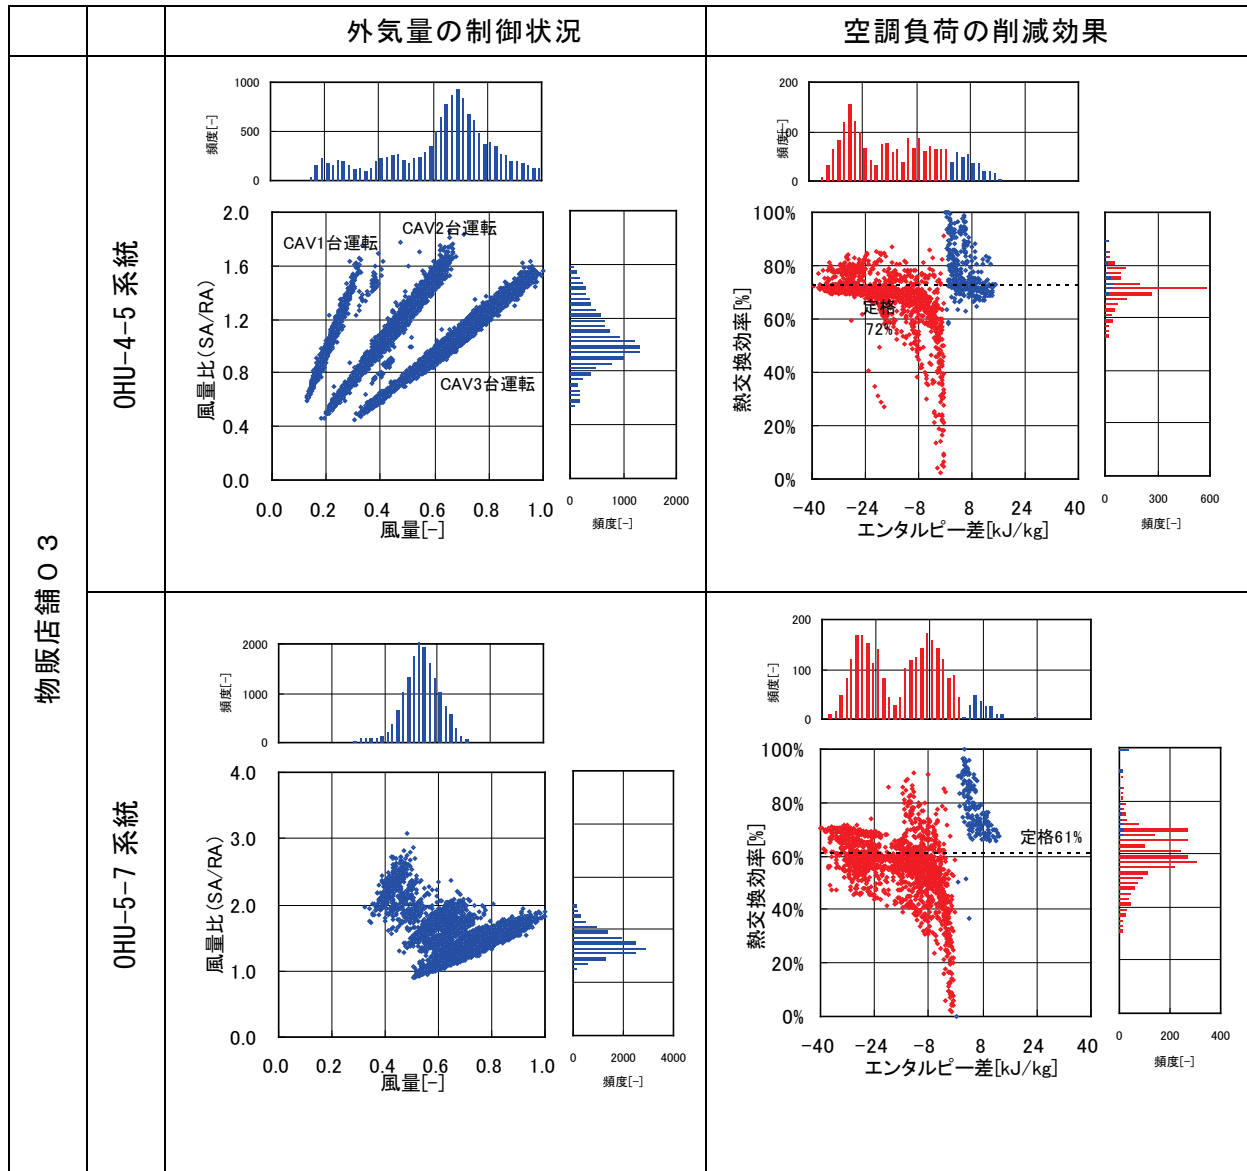 外気量の制御状況
空調負荷の削減効果
物販店舗03
OHU-4-5 系統
頻度[-]
1000
500
0
風量比(SA/RA)
2.0
1.6
1.2
0.8
0.4
0.0
CAV1台運転
CAV2台運転
CAV3台運転
0.0 0.2 0.4 0.6 0.8 1.0
風量[-]
0 1000 2000
頻度[-]
頻度[-]
200
100
0
熱交換効率[%]
100%
80%
60%
40%
20%
0%
定格
72%
-40 -24 -8 8 24 40
エンタルピー差[kJ/kg]
0 300 600
頻度[-]
OHU-5-7 系統
頻度[-]
2000
1000
0
風量比(SA/RA)
4.0
3.0
2.0
1.0
0.0
0.0 0.2 0.4 0.6 0.8 1.0
風量[-]
0 2000 4000
頻度[-]
頻度[-]
200
100
0
熱交換効率[%]
100%
80%
60%
40%
20%
0%
定格61%
-40 -24 -8 8 24 40
エンタルピー差[kJ/kg]
0 200 400
頻度[-]